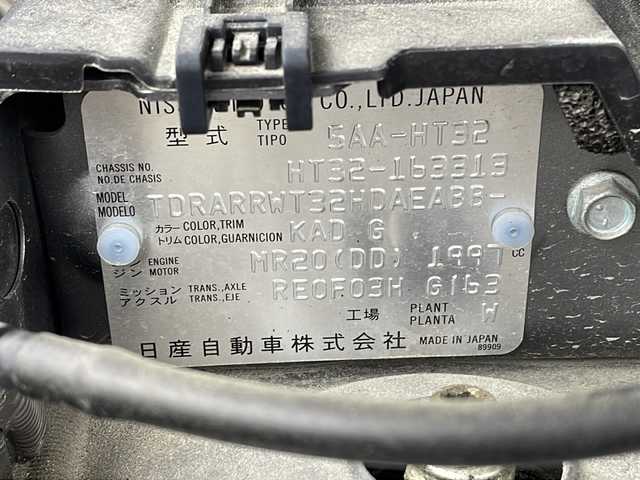 CO.,LTD.JAPAN
型式 TYPE TIPO 5AA-HT32
CHASSIS NO.
NO.DE CHASIS HT32-163313
MODEL
MODELO TDRARRWT32HDAEABB-
カラー COLOR,TRIM
トリム COLOR,GUARNICION KAD G
ENGINE
ジン MOTOR MR20(DD) 1997 CC
ミッション TRANS.,AXLE
アクスル TRANS.,EJE RE0F03H G163
工場 PLANT
PLANTA W
日産自動車株式会社 MADE IN JAPAN
89909